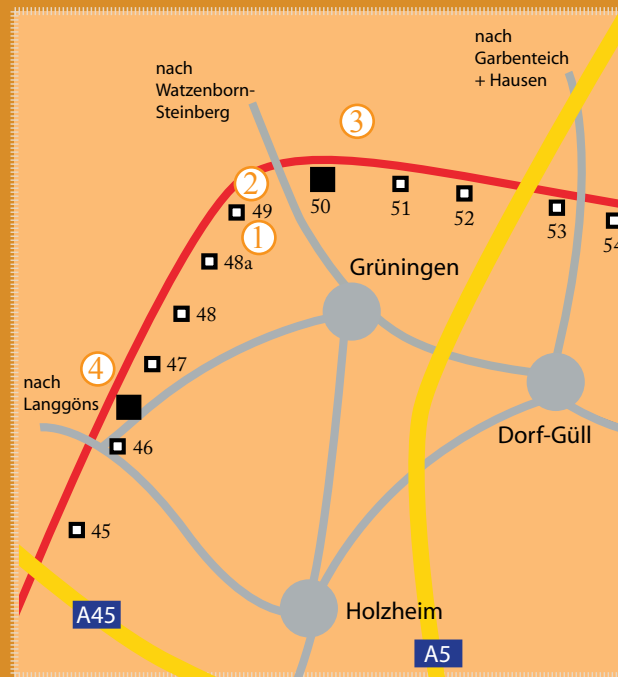 nach
Garbenteich
+ Hausen
nach
Watzenborn-
Steinberg
3
2
49
50
51
52
53
54
1
48a
Grüningen
48
4
47
nach
Langgöns
46
Dorf-Güll
45
Holzheim
A45
A5